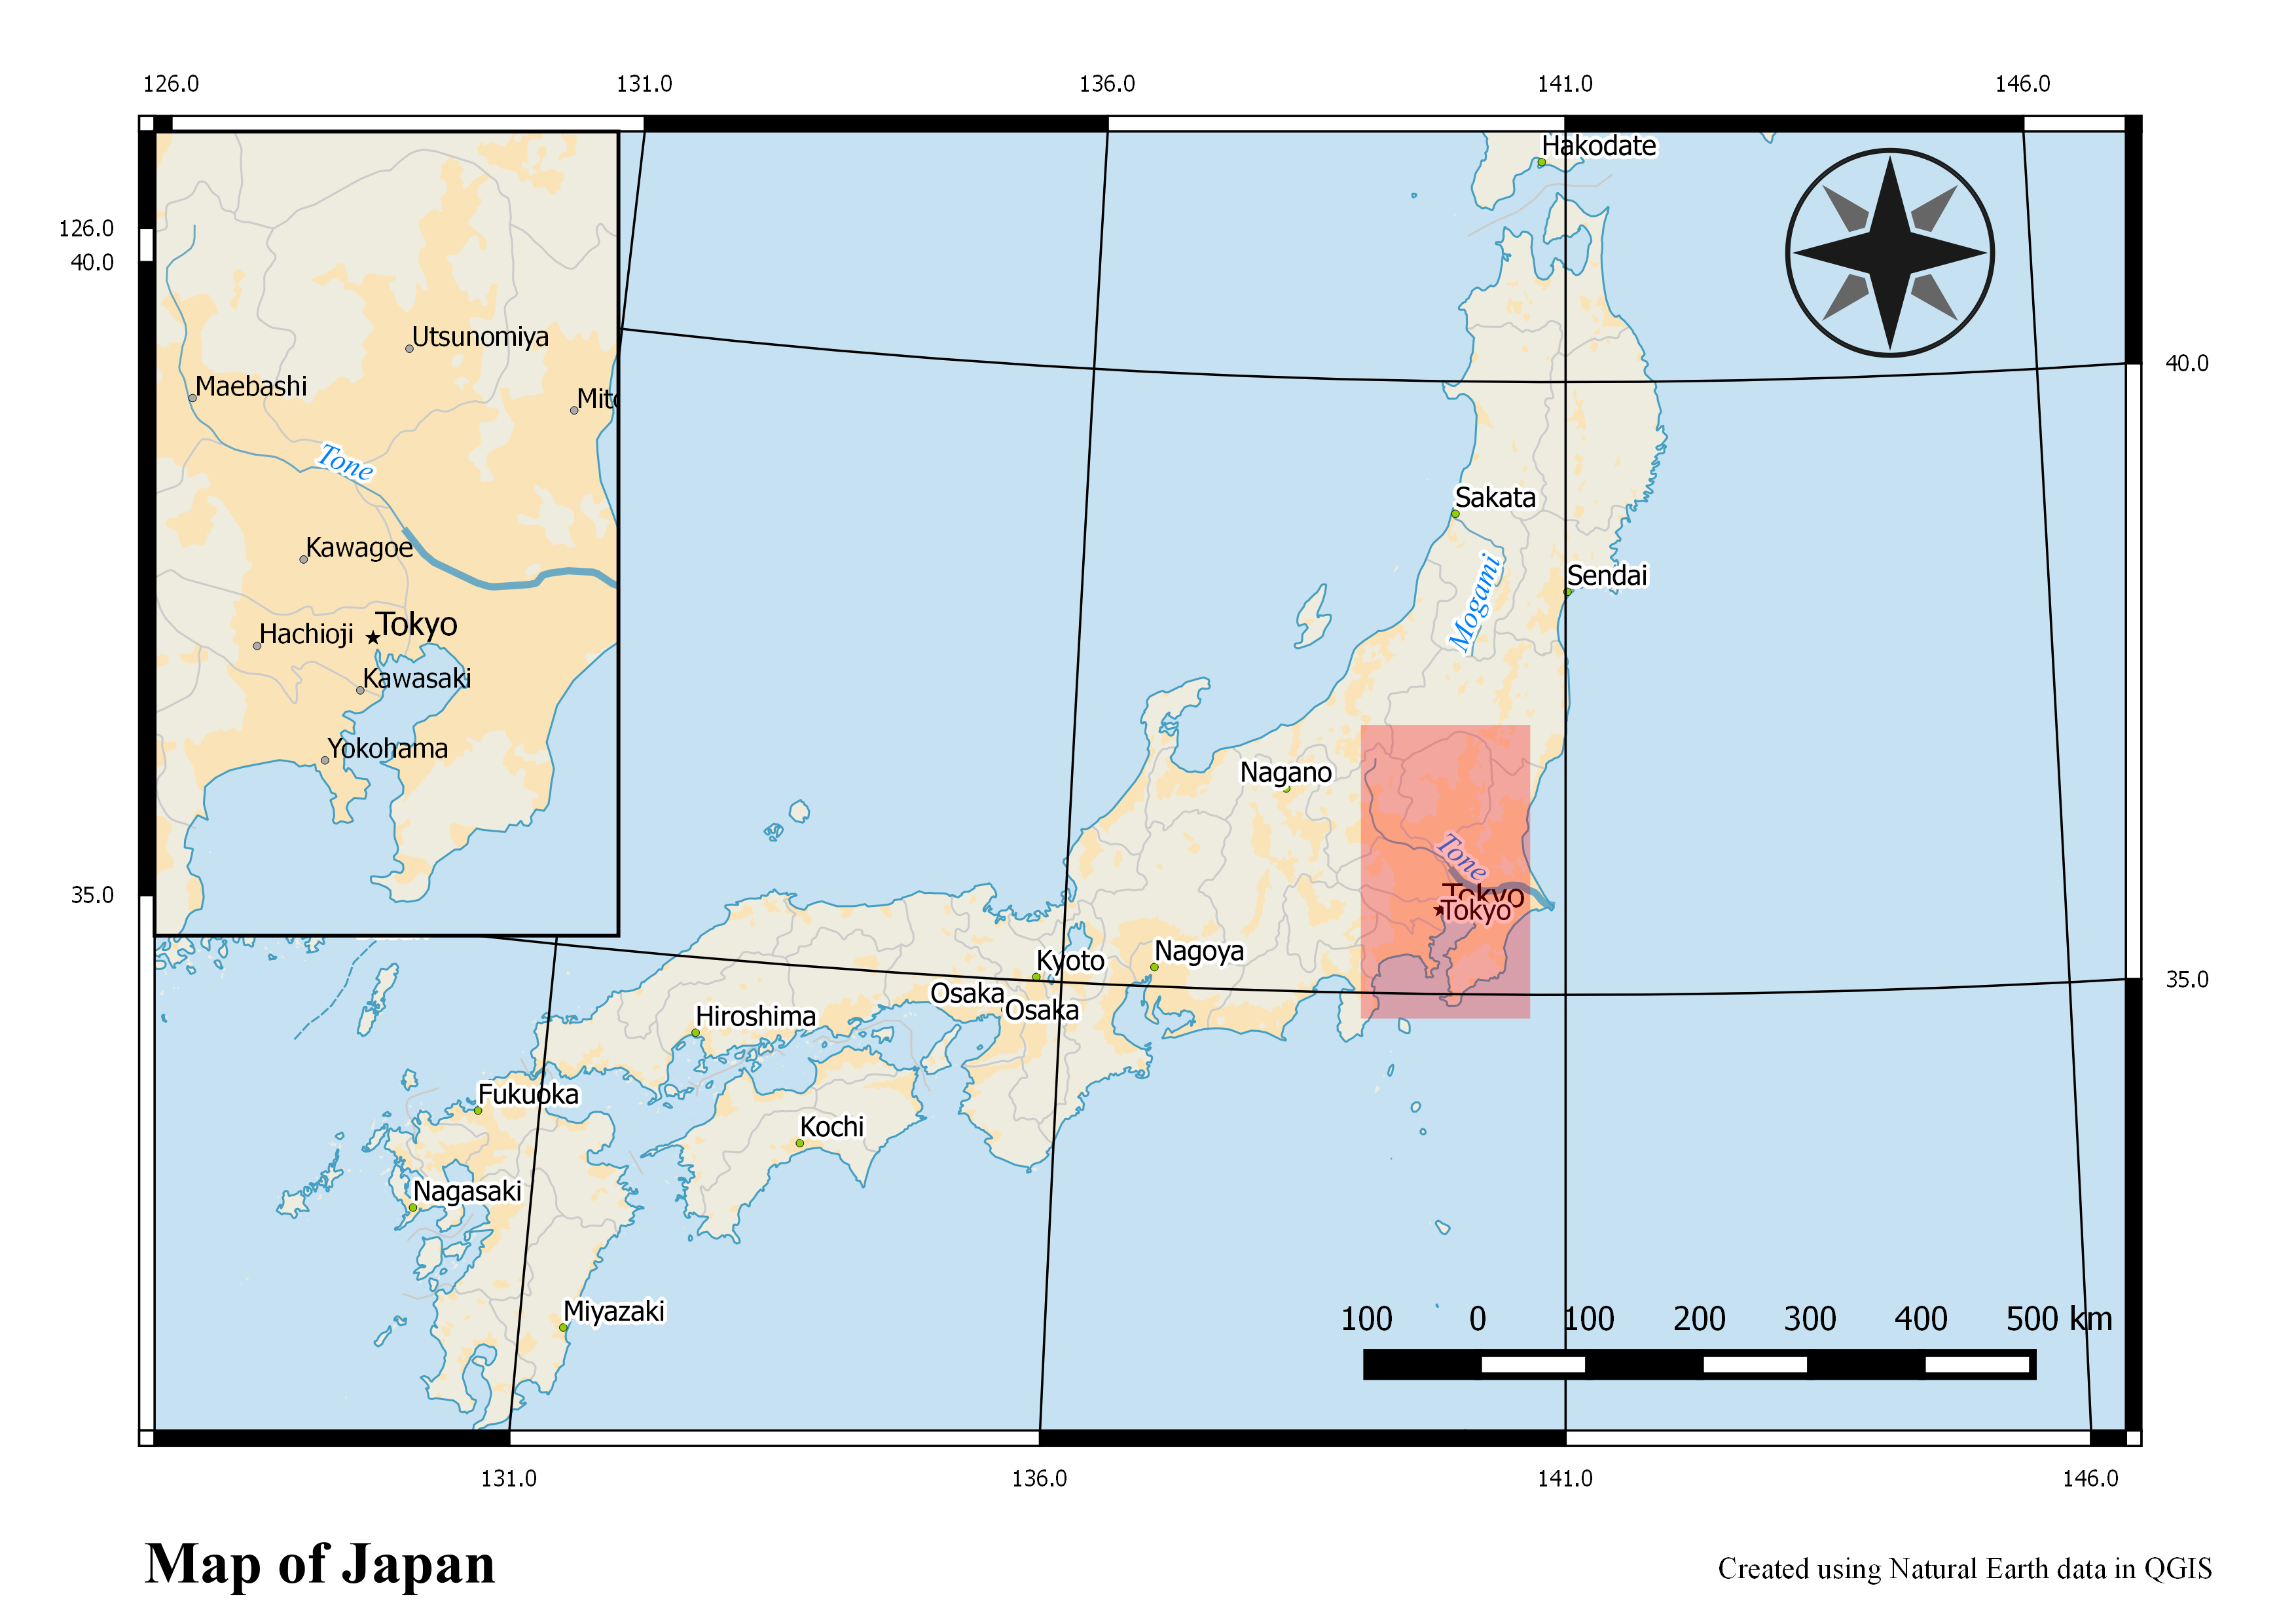 126.0 131.0 136.0 141.0 146.0
Hakodate
126.0
40.0
Utsunomiya
40.0
Maebashi
Mito
Tone
Sakata
Kawagoe
Sendai
Mogami
Tokyo
Hachioji
Kawasaki
Yokohama
Nagano
Tone
35.0
Tokyo
Tokyo
Nagoya
Kyoto
35.0
Osaka
Osaka
Hiroshima
Fukuoka
Kochi
Nagasaki
Miyazaki
100 0 100 200 300 400 500 km
131.0 136.0 141.0 146.0
Map of Japan
Created using Natural Earth data in QGIS